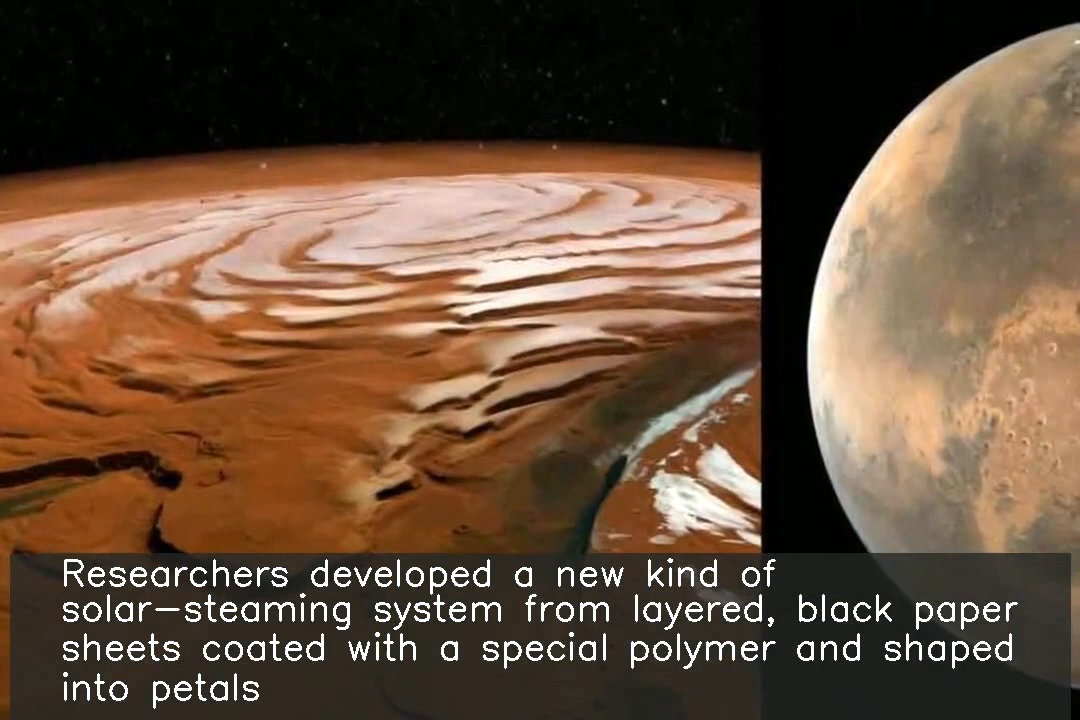 Researchers developed a new kind of
solar-steaming system from layered, black paper
sheets coated with a special polymer and shaped
into petals